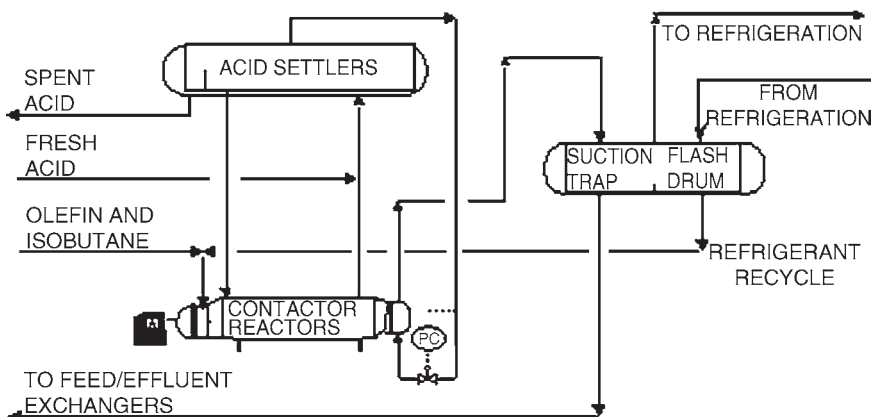 TO REFRIGERATION
ACID SETTLERS
SPENT
ACID
FROM
REFRIGERATION
FRESH
ACID
SUCTION
TRAP
FLASH
DRUM
OLEFIN AND
ISOBUTANE
REFRIGERANT
RECYCLE
CONTACTOR
REACTORS
PC
TO FEED/EFFLUENT
EXCHANGERS